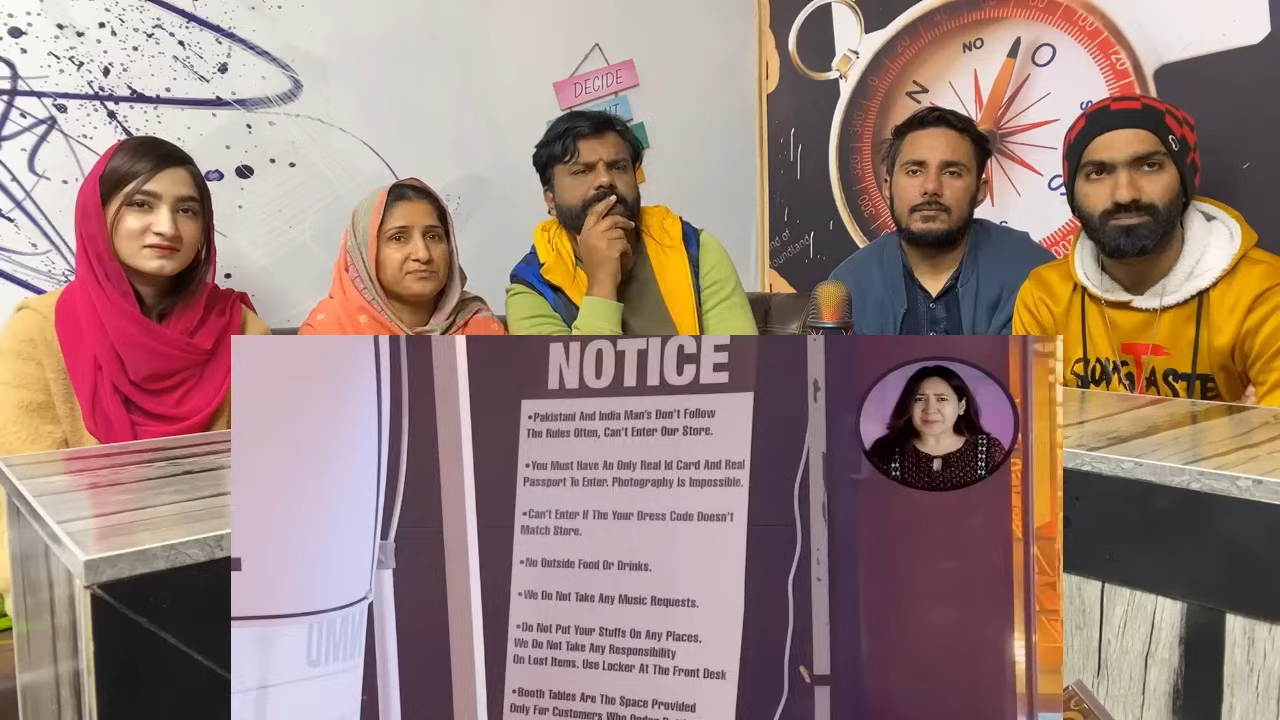 DECIDE
NO
O
N
NOTICE
•Pakistani And India Man's Don't Follow
The Rules Often, Can't Enter Our Store.
•You Must Have An Only Real Id Card And Real
Passport To Enter. Photography Is Impossible.
•Can't Enter If The Your Dress Code Doesn't
Match Store.
•No Outside Food Or Drinks.
•We Do Not Take Any Music Requests.
•Do Not Put Your Stuffs On Any Places,
We Do Not Take Any Responsibility
On Lost Items. Use Locker At The Front Desk
•Booth Tables Are The Space Provided
Only For Customers Who Order